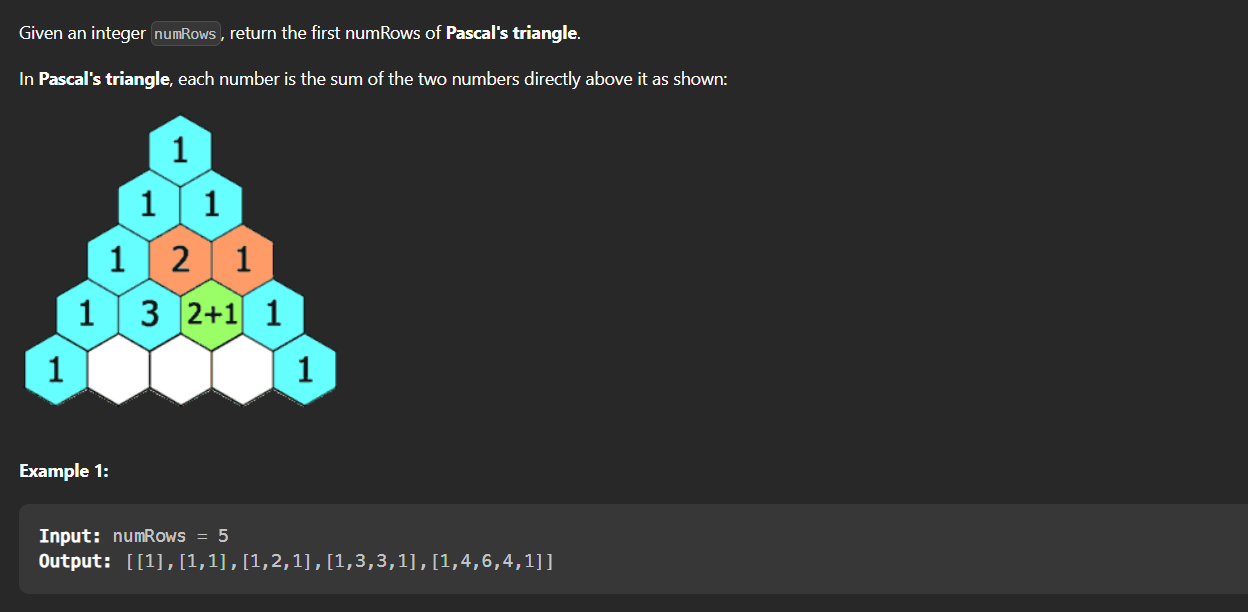 Given an integer numRows, return the first numRows of Pascal's triangle.
In Pascal's triangle, each number is the sum of the two numbers directly above it as shown:
1
1 1
1 2 1
1 3 2+1 1
1 1
Example 1:
Input: numRows = 5
Output: [[1],[1,1],[1,2,1],[1,3,3,1],[1,4,6,4,1]]